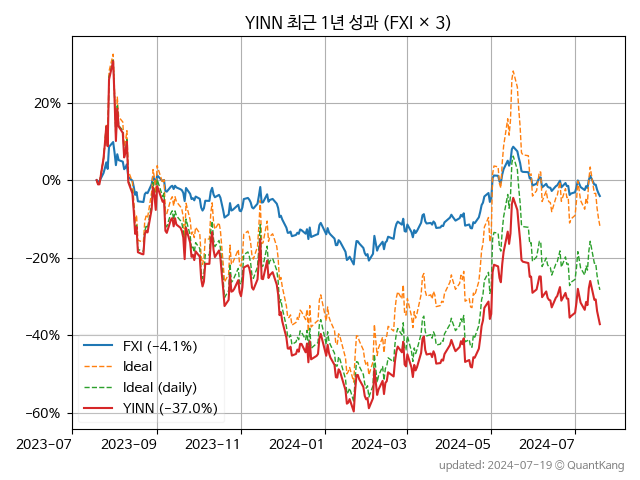 YINN 최근 1년 성과 (FXI × 3)
20%
0%
−20%
−40%
−60%
FXI (−4.1%)
Ideal
Ideal (daily)
YINN (−37.0%)
2023-07 2023-09 2023-11 2024-01 2024-03 2024-05 2024-07
updated: 2024-07-19 © QuantKang